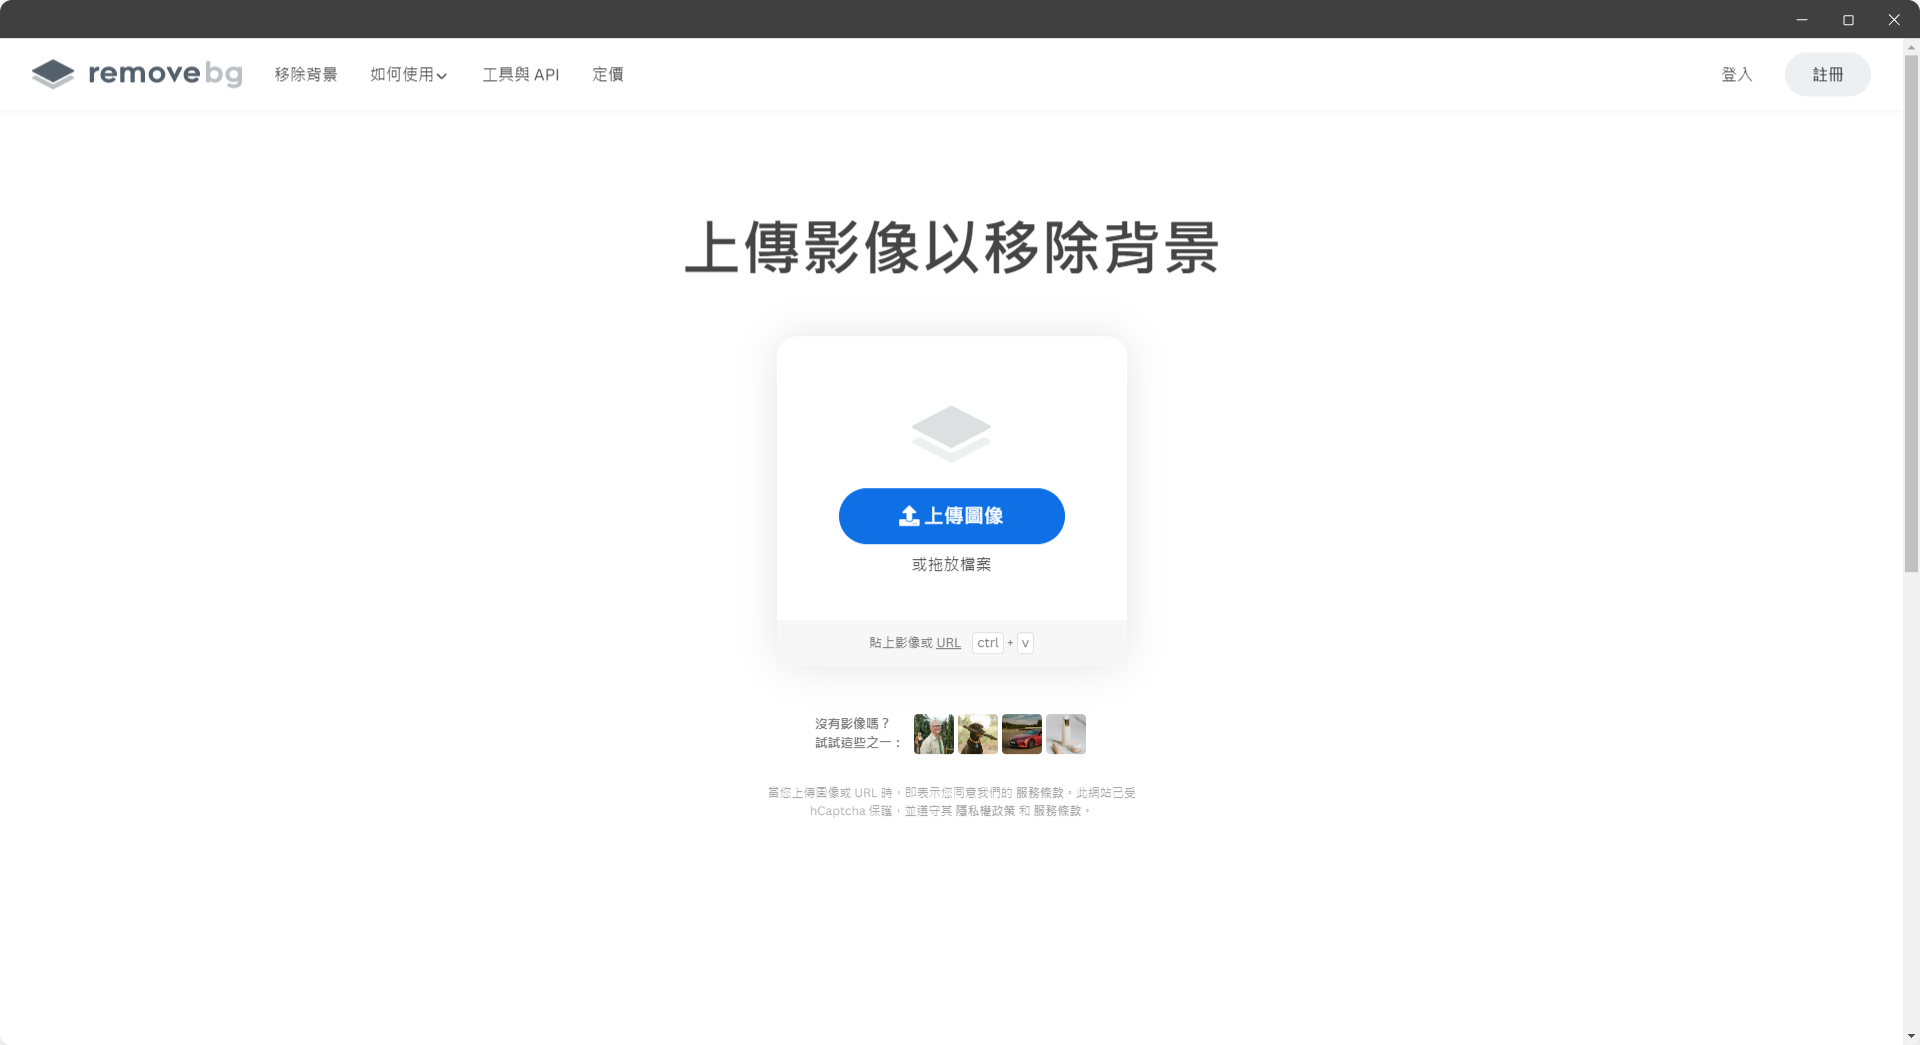 removebg
移除背景
如何使用
工具與 API
定價
登入
註冊
上傳影像以移除背景
上傳圖像
或拖放檔案
貼上影像或 URL ctrl + v
沒有影像嗎？
試試這些之一：
當您上傳圖像或 URL 時，即表示您同意我們的 服務條款。此網站已受
hCaptcha 保護，並遵守其 隱私權政策 和 服務條款。